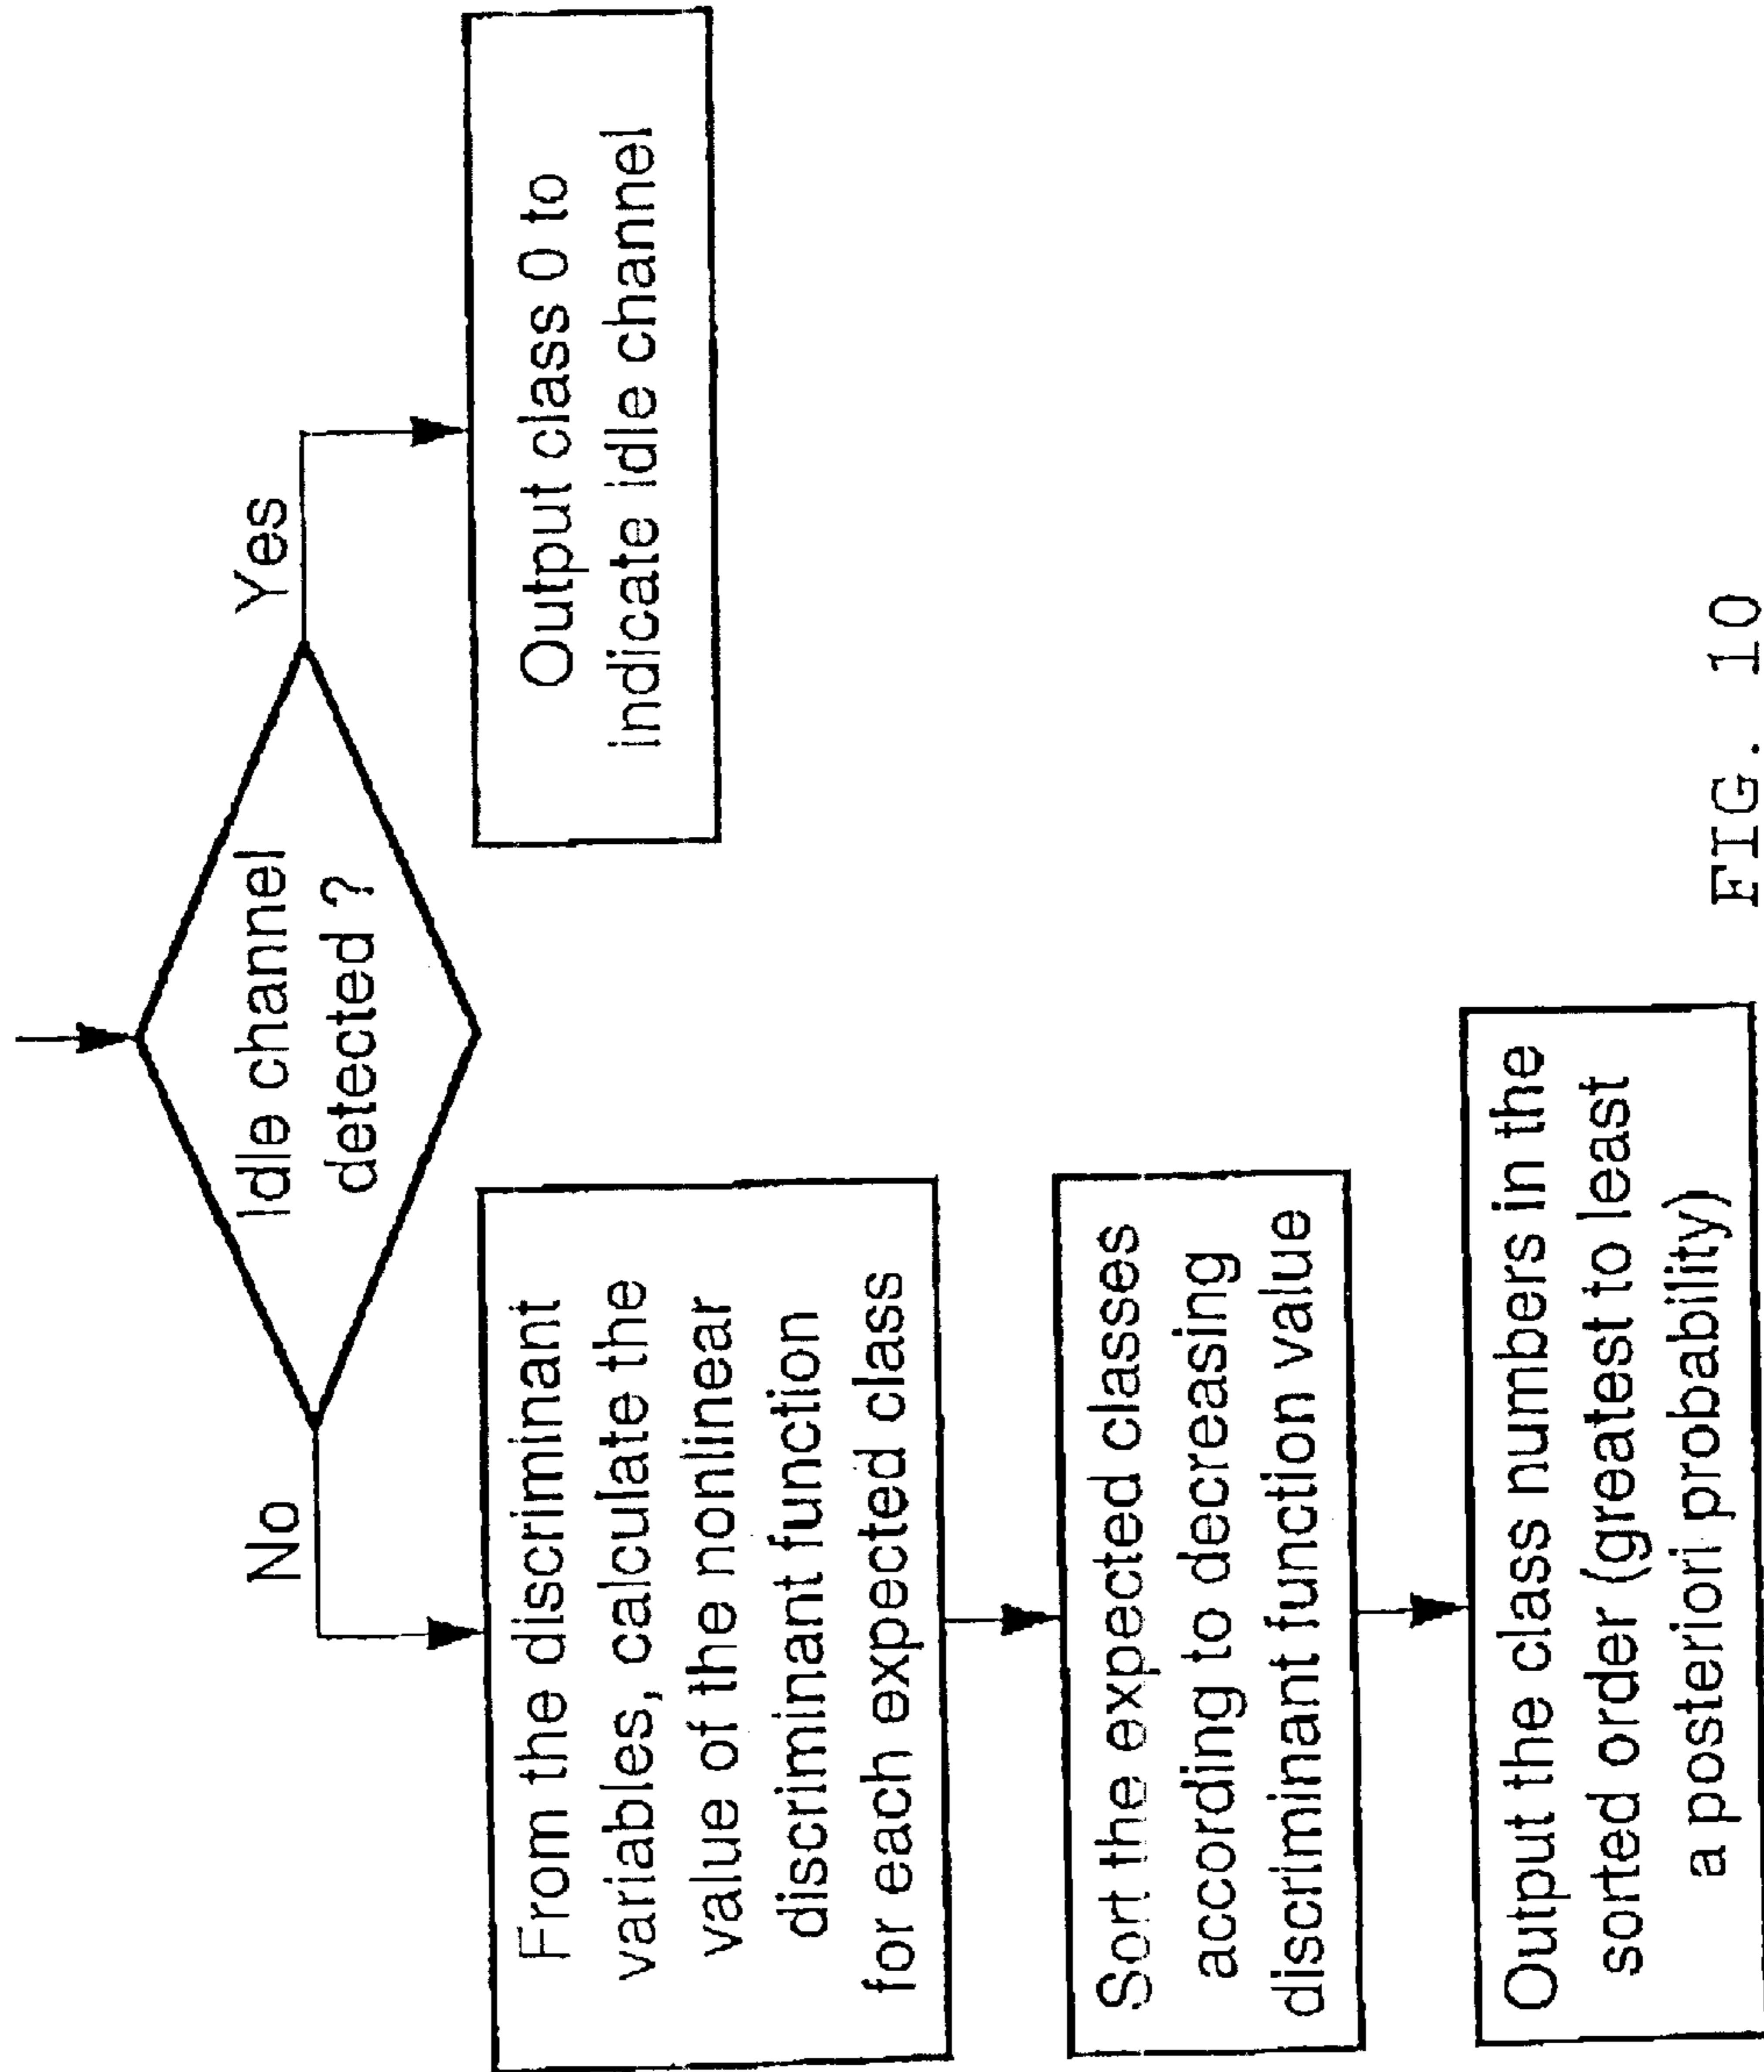 Idle channel
detected ?
Yes
No
Output class 0 to
indicate idle channel
From the discriminant
variables, calculate the
value of the nonlinear
discriminant function
for each expected class
Sort the expected classes
according to decreasing
discriminant function value
Output the class numbers in the
sorted order (greatest to least
a posteriori probability)
FIG. 10